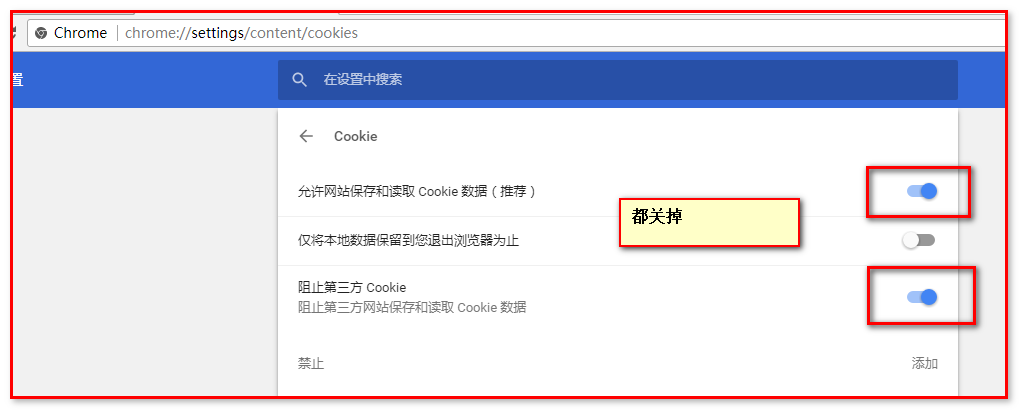 Chrome chrome://settings/content/cookies
置
在设置中搜索
Cookie
允许网站保存和读取 Cookie 数据（推荐）
都关掉
仅将本地数据保留到您退出浏览器为止
阻止第三方 Cookie
阻止第三方网站保存和读取 Cookie 数据
禁止 添加